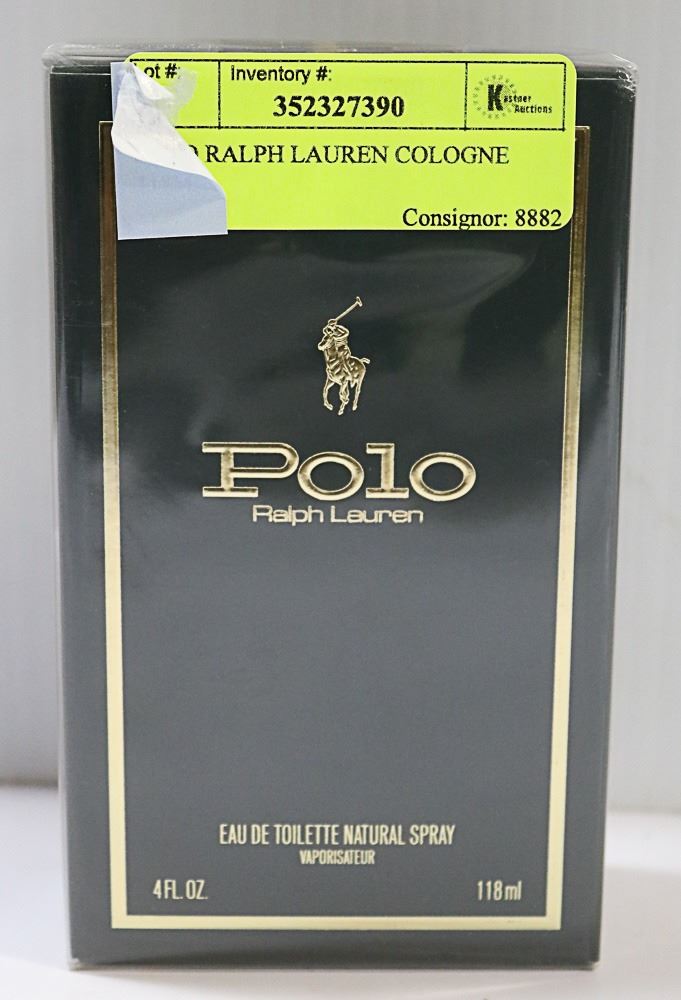 Lot #:
Inventory #:
352327390
Kastner
Auctions
RALPH LAUREN COLOGNE
Consignor: 8882
Polo
Ralph Lauren
EAU DE TOILETTE NATURAL SPRAY
VAPORISATEUR
4 FL. OZ.
118 ml